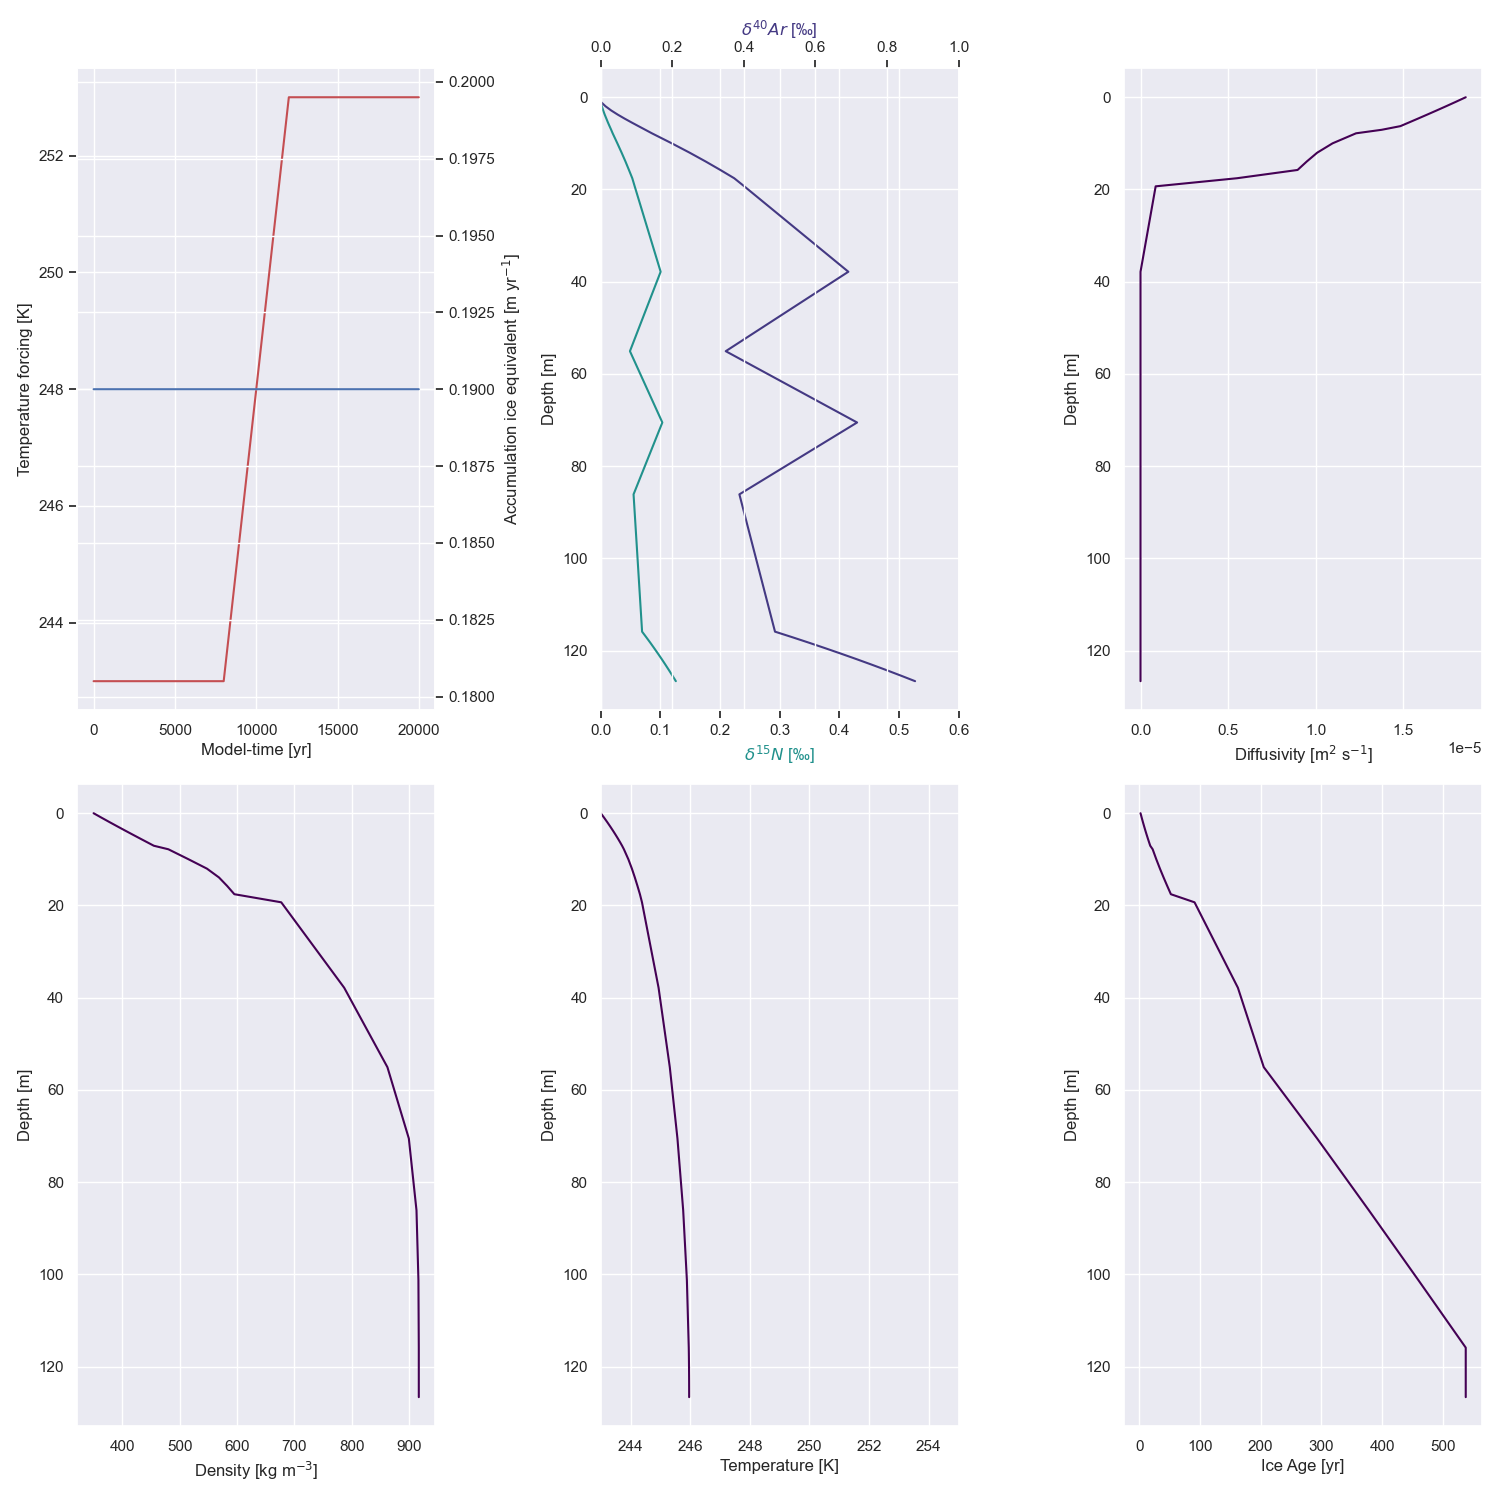 δ⁴⁰Ar [‰]
0.0 0.2 0.4 0.6 0.8 1.0
Temperature forcing [K]
252
250
248
246
244
0.2000
0.1975
0.1950
0.1925
0.1900
0.1875
0.1850
0.1825
0.1800
Accumulation ice equivalent [m yr⁻¹]
0 5000 10000 15000 20000
Model-time [yr]
Depth [m]
0
20
40
60
80
100
120
0.0 0.1 0.2 0.3 0.4 0.5 0.6
δ¹⁵N [‰]
Depth [m]
0
20
40
60
80
100
120
0.0 0.5 1.0 1.5
1e−5
Diffusivity [m² s⁻¹]
Depth [m]
0
20
40
60
80
100
120
400 500 600 700 800 900
Density [kg m⁻³]
Depth [m]
0
20
40
60
80
100
120
244 246 248 250 252 254
Temperature [K]
Depth [m]
0
20
40
60
80
100
120
0 100 200 300 400 500
Ice Age [yr]